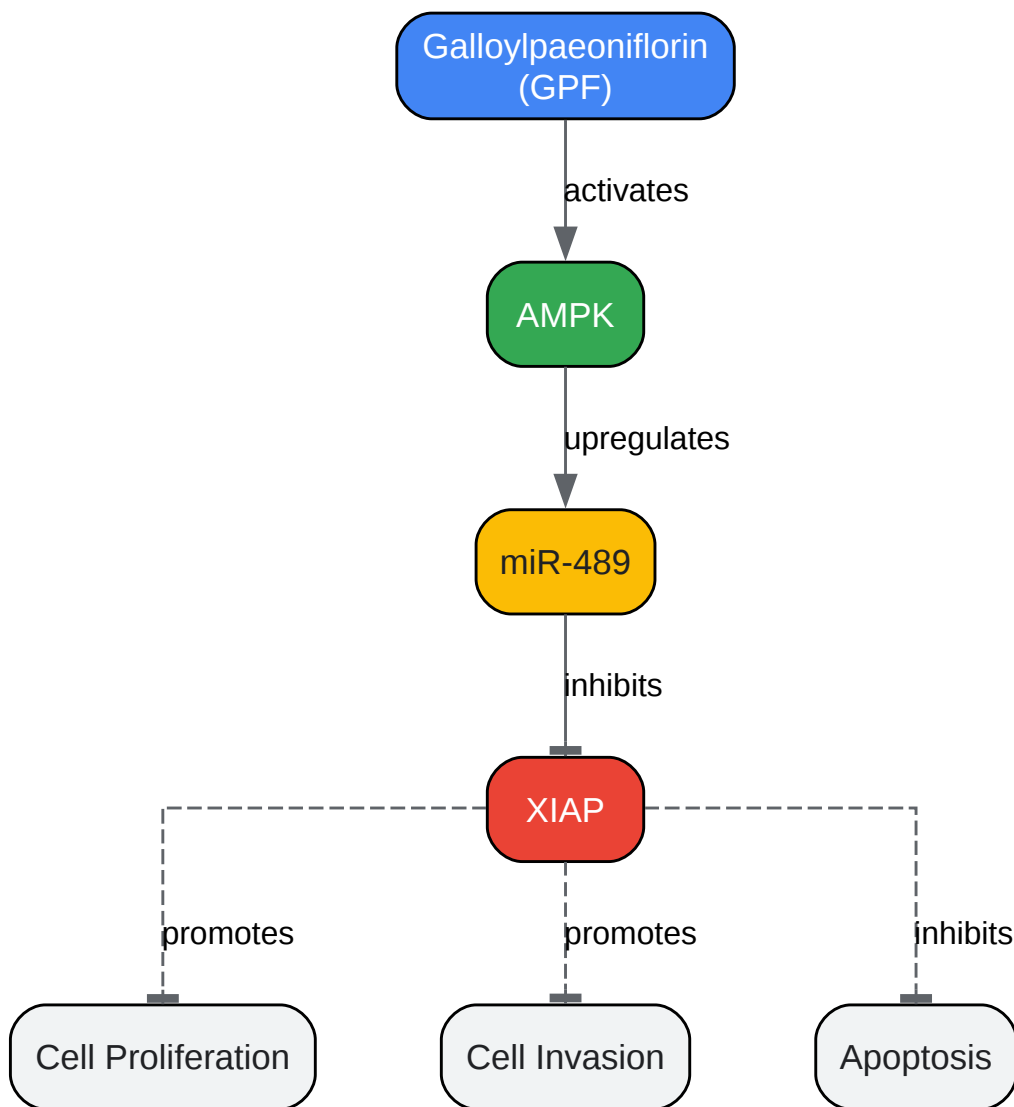 Galloylpaeoniflorin
(GPF)
activates
AMPK
upregulates
miR-489
inhibits
XIAP
promotes
promotes
inhibits
Cell Proliferation
Cell Invasion
Apoptosis